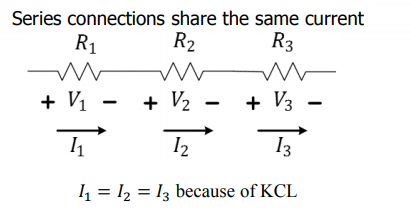 Series connections share the same current
R₁ R₂ R₃
+ V₁ − + V₂ − + V₃ −
I₁ I₂ I₃
I₁ = I₂ = I₃ because of KCL